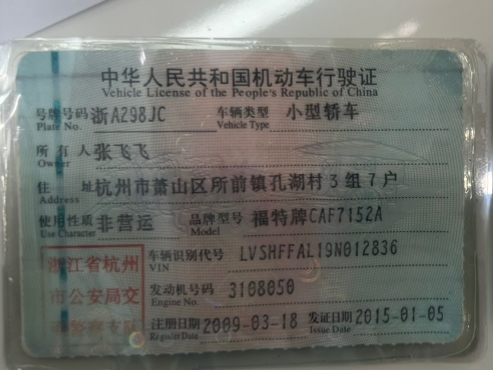 中华人民共和国机动车行驶证
Vehicle License of the People's Republic of China
号牌号码 浙A298JC 车辆类型 小型轿车
Plate No. Vehicle Type
所有人 张飞飞
Owner
住址 杭州市萧山区所前镇孔湖村3组7户
Address
使用性质 非营运 品牌型号 福特牌CAF7152A
Use Character Model
浙江省杭州
市公安局交
车辆识别代号 LVSHFFAL19N012836
VIN
发动机号码 3108050
Engine No.
注册日期 2009-03-18 发证日期 2015-01-05
Register Date Issue Date